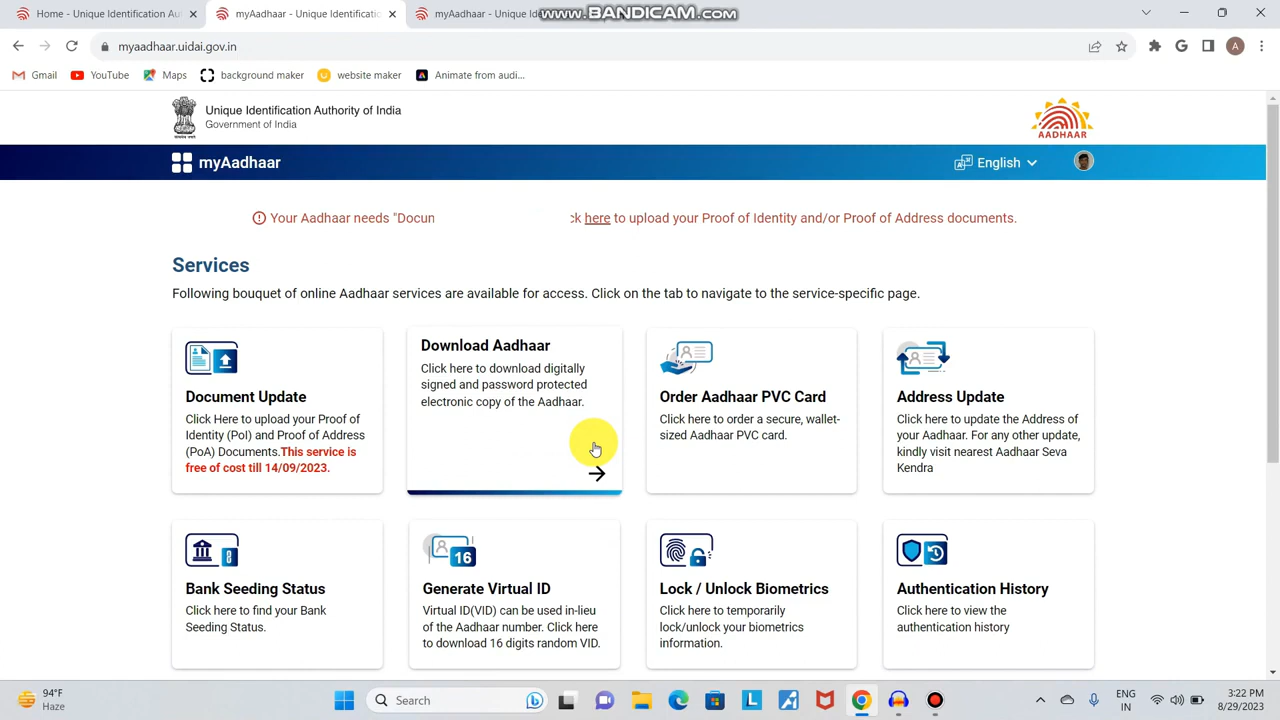 Home - Unique Identification Aut
myAadhaar - Unique Identificatio
myAadhaar - Unique Ide
WWW.BANDICAM.COM
myaadhaar.uidai.gov.in
A
Gmail
YouTube
Maps
background maker
website maker
Animate from audi...
Unique Identification Authority of India
Government of India
AADHAAR
myAadhaar
English
Your Aadhaar needs "Docun ck here to upload your Proof of Identity and/or Proof of Address documents.
Services
Following bouquet of online Aadhaar services are available for access. Click on the tab to navigate to the service-specific page.
Document Update
Click Here to upload your Proof of
Identity (PoI) and Proof of Address
(PoA) Documents.This service is
free of cost till 14/09/2023.
Download Aadhaar
Click here to download digitally
signed and password protected
electronic copy of the Aadhaar.
Order Aadhaar PVC Card
Click here to order a secure, wallet-
sized Aadhaar PVC card.
Address Update
Click here to update the Address of
your Aadhaar. For any other update,
kindly visit nearest Aadhaar Seva
Kendra
Bank Seeding Status
Click here to find your Bank
Seeding Status.
16
Generate Virtual ID
Virtual ID(VID) can be used in-lieu
of the Aadhaar number. Click here
to download 16 digits random VID.
Lock / Unlock Biometrics
Click here to temporarily
lock/unlock your biometrics
information.
Authentication History
Click here to view the
authentication history
94°F
Haze
Search
L
ENG
IN
3:22 PM
8/29/2023